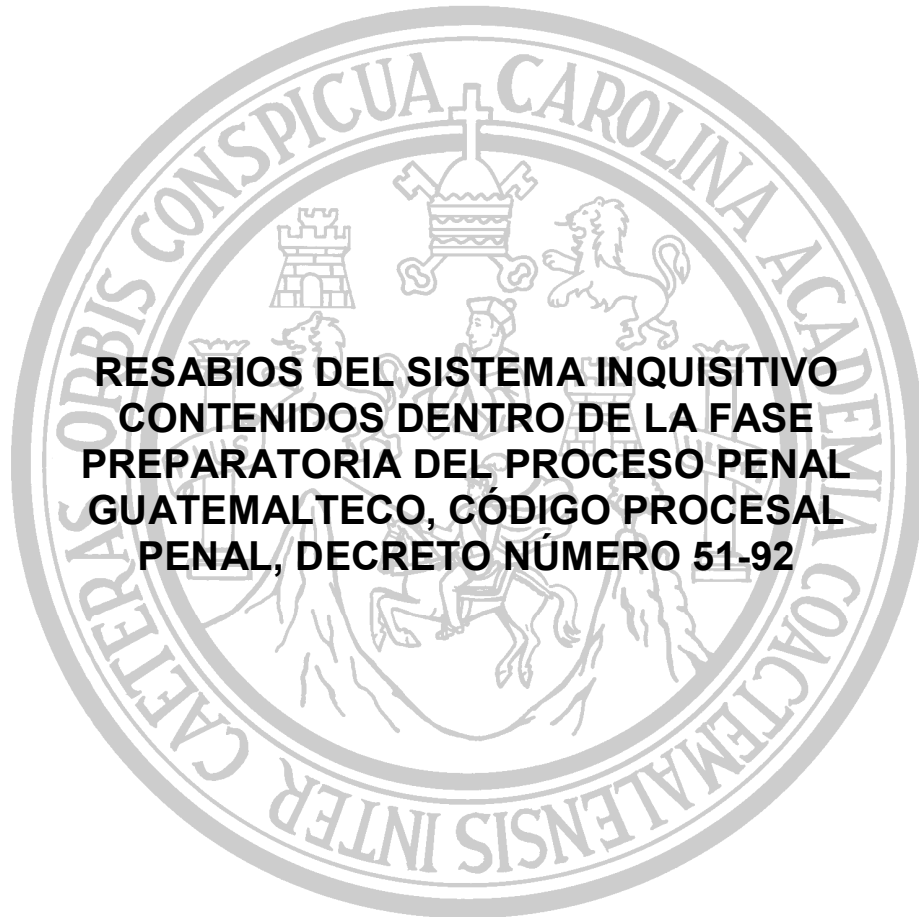 RESABIOS DEL SISTEMA INQUISITIVO
CONTENIDOS DENTRO DE LA FASE
PREPARATORIA DEL PROCESO PENAL
GUATEMALTECO, CÓDIGO PROCESAL
PENAL, DECRETO NÚMERO 51-92
CAETERAS ORBIS CONSPICUA CAROLINA ACADEMIA COACTEMALENSIS INTER